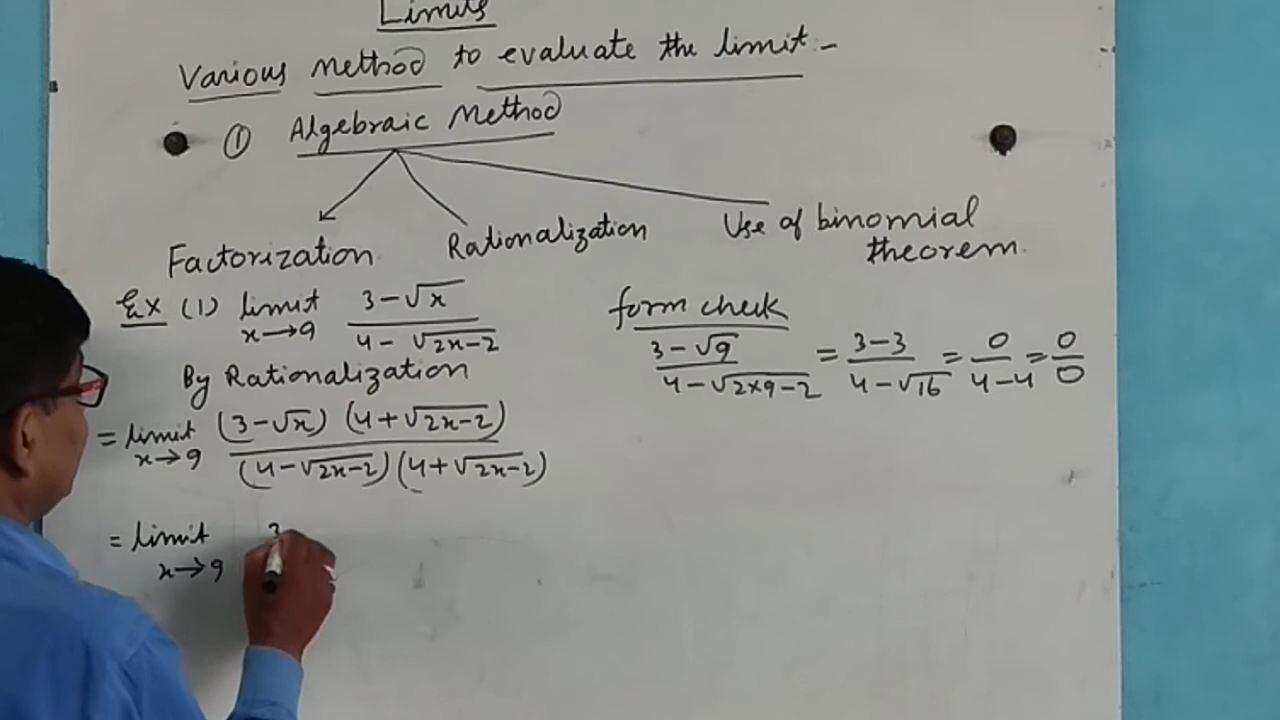 Limits
Various Method to evaluate the limit:-
① Algebraic Method
Factorization Rationalization Use of binomial theorem
Ex (1) limit x→9 (3-√x)/(4-√(2x-2))
form check
(3-√9)/(4-√(2×9-2)) = (3-3)/(4-√16) = 0/(4-4) = 0/0
By Rationalization
= limit x→9 ((3-√x)(4+√(2x-2)))/((4-√(2x-2))(4+√(2x-2)))
= limit x→9 3